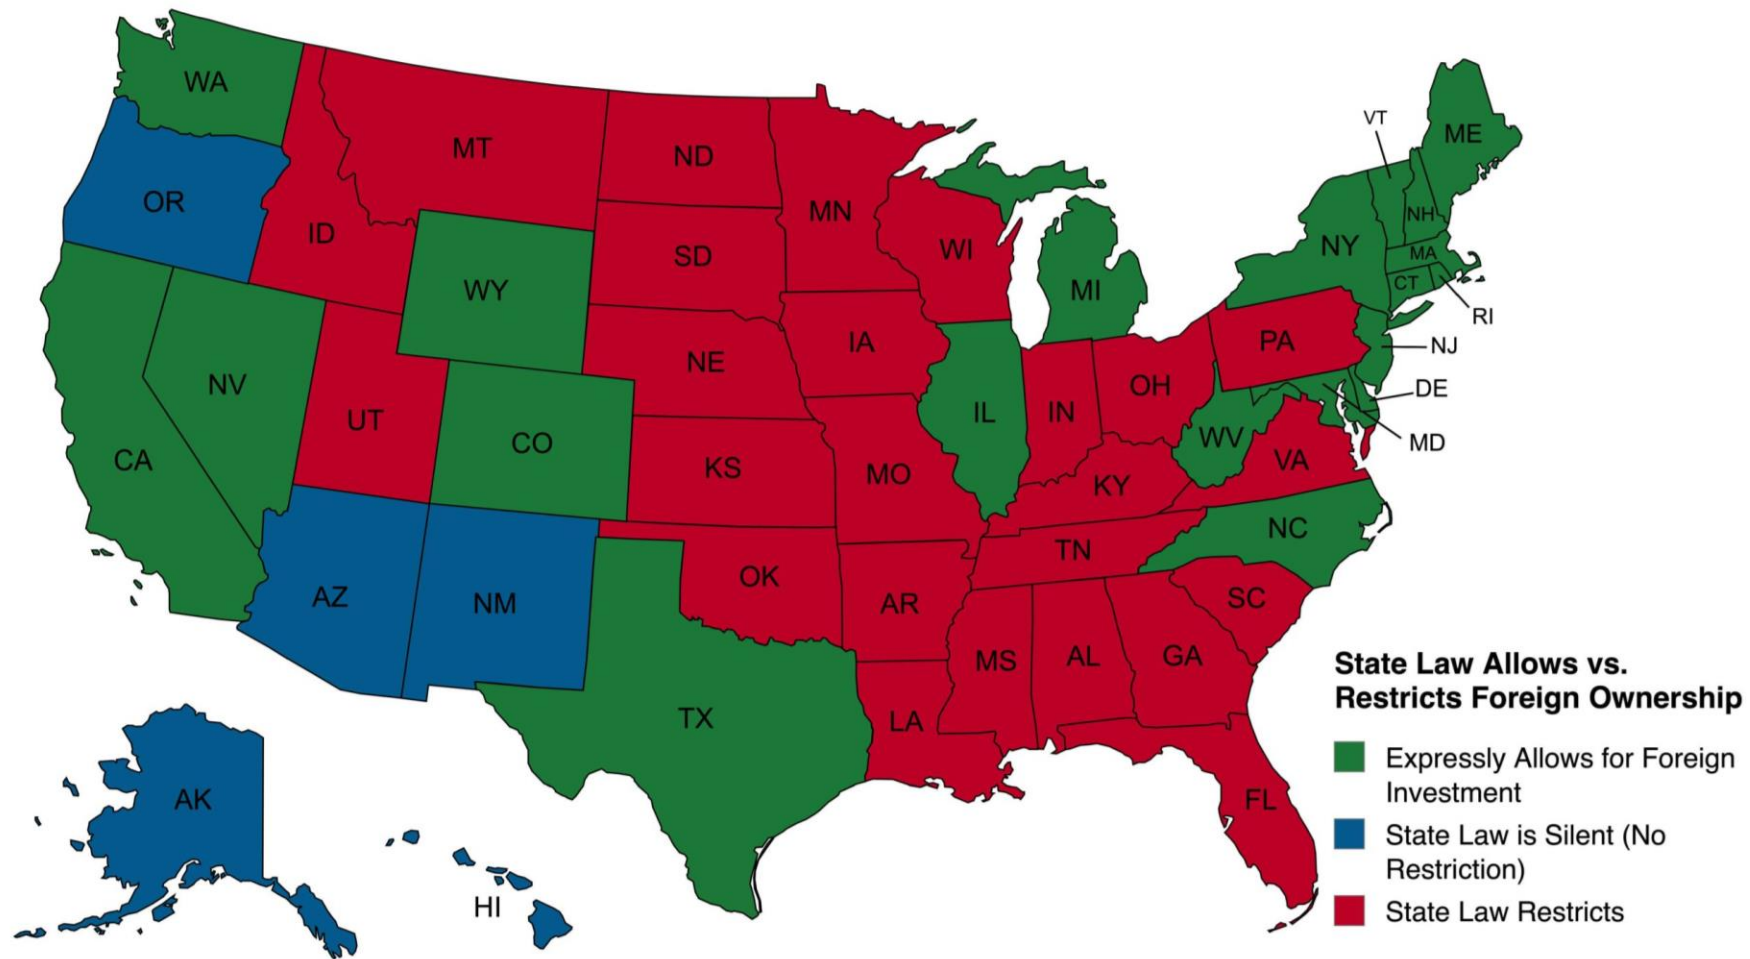 WA
OR
CA
NV
ID
MT
WY
UT
CO
AZ
NM
ND
SD
NE
KS
OK
TX
MN
IA
MO
AR
LA
WI
IL
MI
IN
OH
KY
TN
MS
AL
GA
FL
SC
NC
VA
WV
PA
NY
VT
NH
ME
MA
CT
RI
NJ
DE
MD
AK
HI
State Law Allows vs.
Restricts Foreign Ownership
Expressly Allows for Foreign
Investment
State Law is Silent (No
Restriction)
State Law Restricts